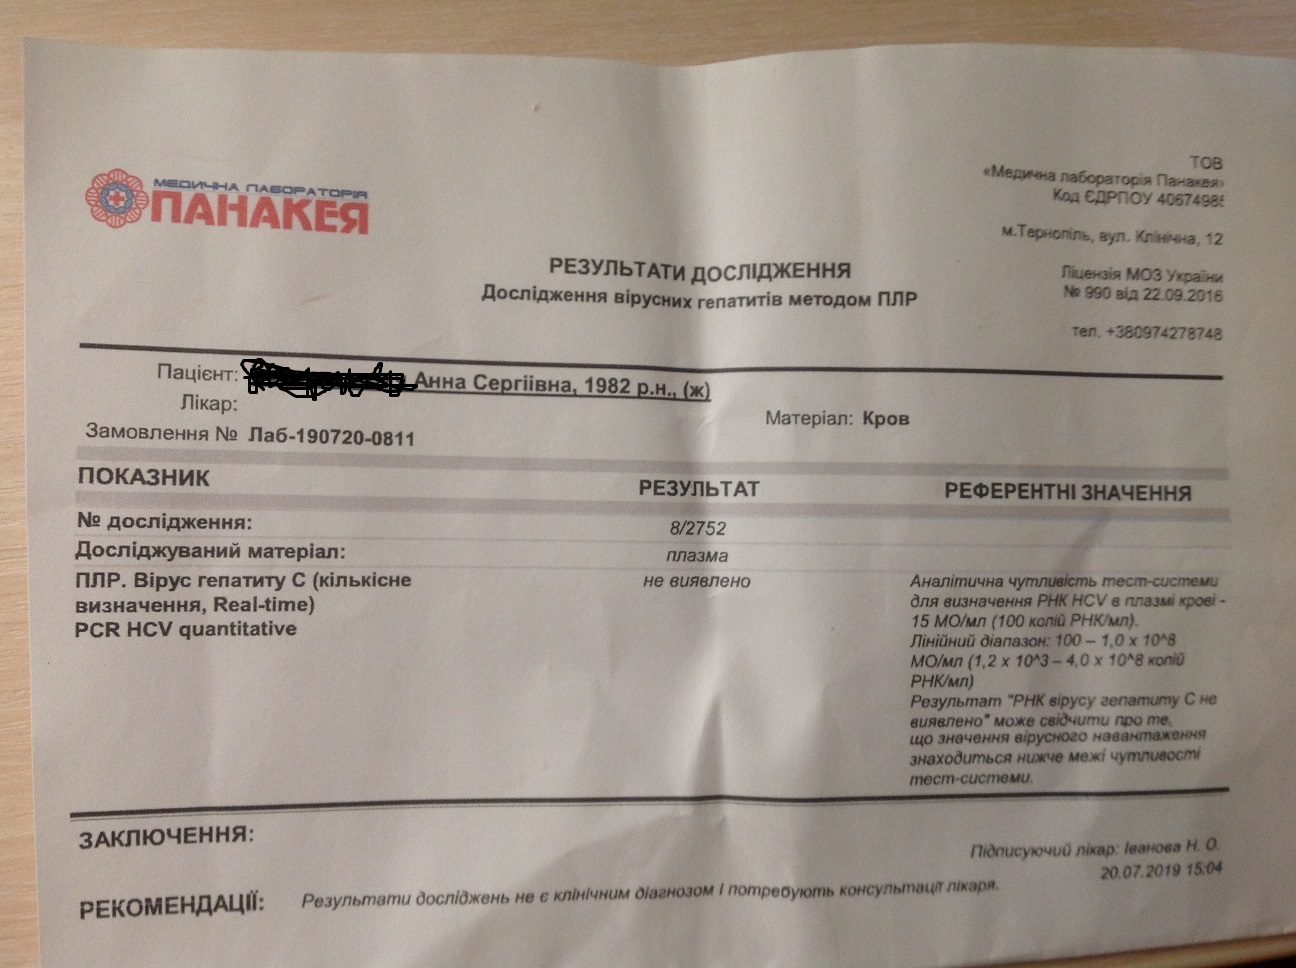 МЕДИЧНА ЛАБОРАТОРІЯ
ПАНАКЕЯ
ТОВ
«Медична лабораторія Панакея»
Код ЄДРПОУ 4067498
м.Тернопіль, вул. Клінічна, 12
Ліцензія МОЗ України
№ 990 від 22.09.2016
тел. +380974278748
РЕЗУЛЬТАТИ ДОСЛІДЖЕННЯ
Дослідження вірусних гепатитів методом ПЛР
Пацієнт: Анна Сергіївна, 1982 р.н., (ж)
Лікар:
Матеріал: Кров
Замовлення № Лаб-190720-0811
ПОКАЗНИК РЕЗУЛЬТАТ РЕФЕРЕНТНІ ЗНАЧЕННЯ
№ дослідження: 8/2752
Досліджуваний матеріал: плазма
ПЛР. Вірус гепатиту С (кількісне не виявлено Аналітична чутливість тест-системи
визначення, Real-time) для визначення РНК HCV в плазмі крові -
PCR HCV quantitative 15 МО/мл (100 копій РНК/мл).
Лінійний діапазон: 100 – 1,0 x 10^8
МО/мл (1,2 x 10^3 – 4,0 x 10^8 копій
РНК/мл)
Результат "РНК вірусу гепатиту С не
виявлено" може свідчити про те,
що значення вірусного навантаження
знаходиться нижче межі чутливості
тест-системи.
ЗАКЛЮЧЕННЯ:
Підписуючий лікар: Іванова Н. О.
20.07.2019 15:04
РЕКОМЕНДАЦІЇ: Результати досліджень не є клінічним діагнозом і потребують консультації лікаря.